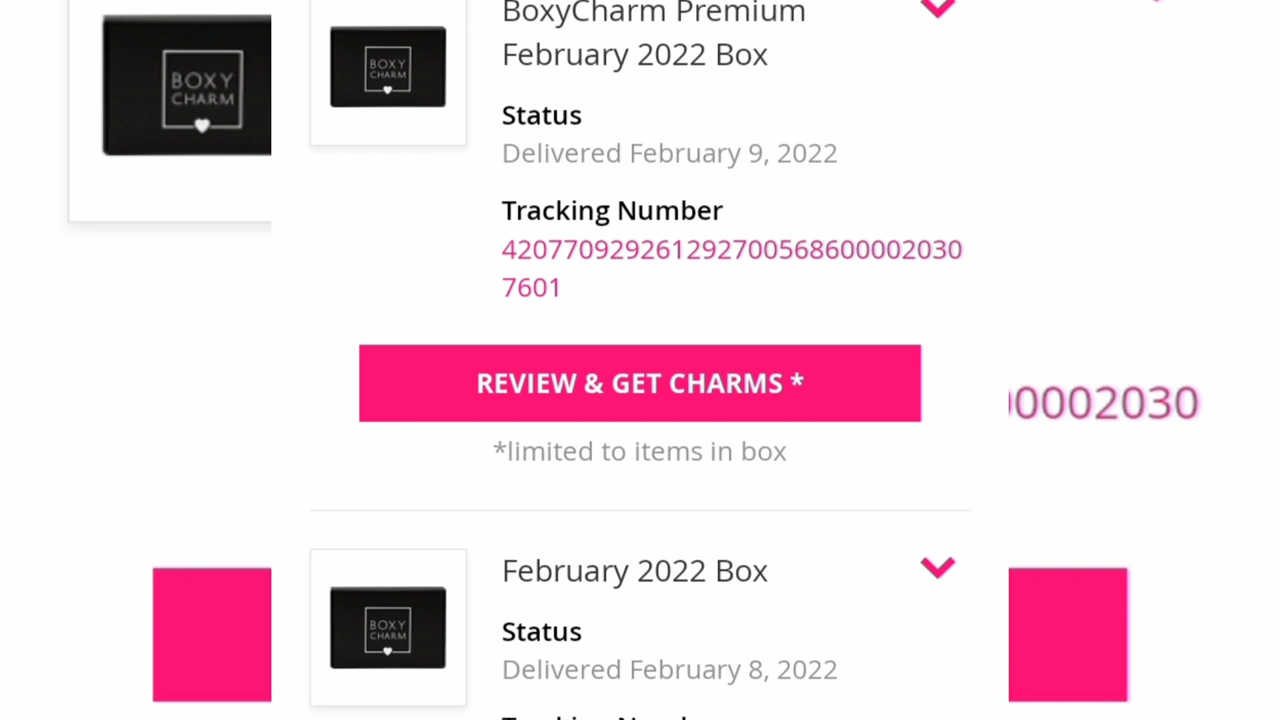 BOXY
CHARM
BoxyCharm Premium
February 2022 Box
BOXY
CHARM
Status
Delivered February 9, 2022
Tracking Number
420770929261292700568600002030
7601
REVIEW & GET CHARMS *
00002030
*limited to items in box
February 2022 Box
BOXY
CHARM
Status
Delivered February 8, 2022